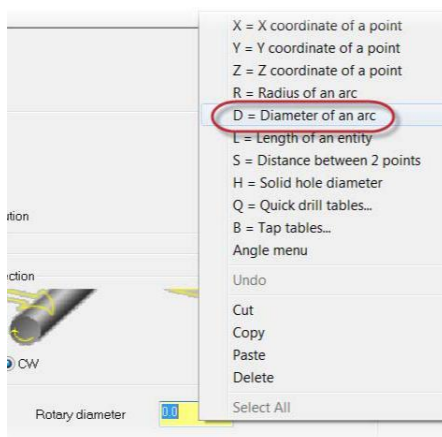 X = X coordinate of a point
Y = Y coordinate of a point
Z = Z coordinate of a point
R = Radius of an arc
D = Diameter of an arc
L = Length of an entity
S = Distance between 2 points
H = Solid hole diameter
Q = Quick drill tables...
B = Tap tables...
Angle menu
ution
ection
Undo
Cut
Copy
Paste
Delete
CW
Rotary diameter 0.0
Select All